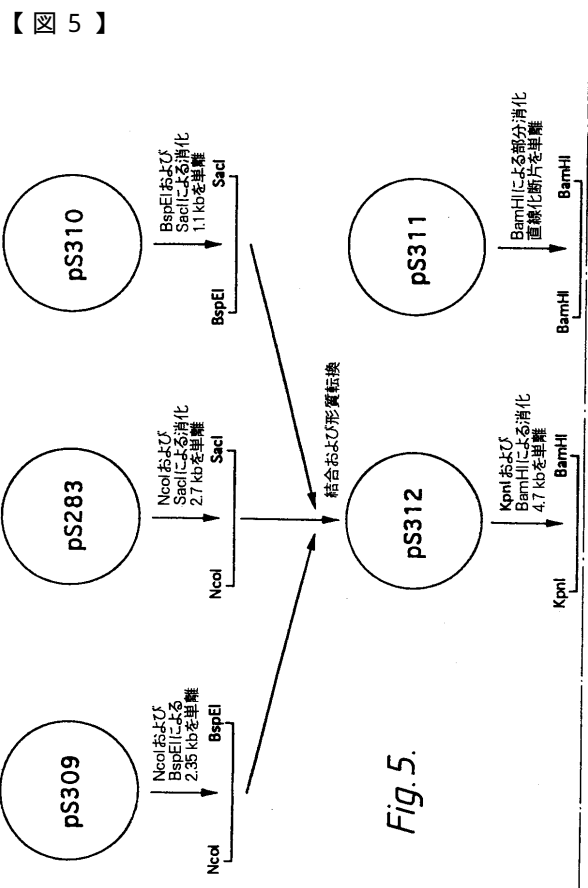 【図５】
pS309
NcoIおよび
BspEIによる
2.35 kbを単離
NcoI
BspEI
pS283
NcoIおよび
SacIによる消化
2.7 kbを単離
NcoI
SacI
pS310
BspEIおよび
SacIによる消化
1.1 kbを単離
BspEI
SacI
結合および形質転換
pS312
KpnIおよび
BamHIによる消化
4.7 kbを単離
KpnI
BamHI
pS311
BamHIによる部分消化
直線化断片を単離
BamHI
BamHI
Fig. 5.